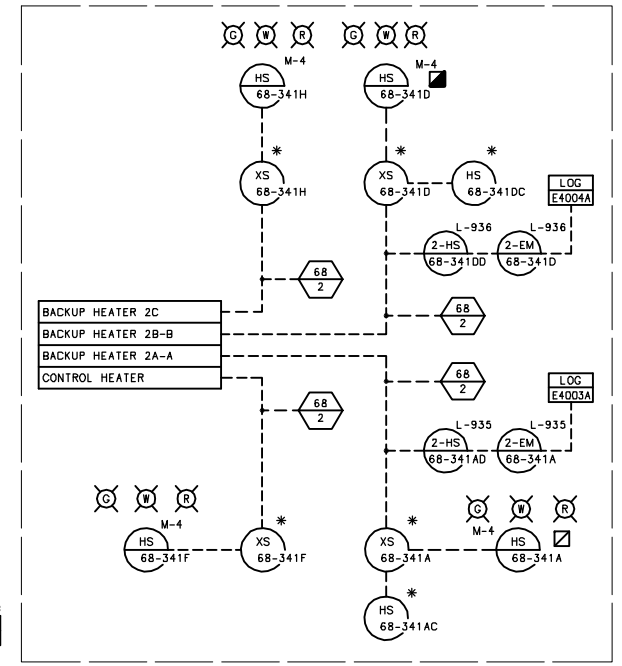 G W R G W R
M-4 M-4
HS HS
68-341H 68-341D
* * *
XS XS HS
68-341H 68-341D 68-341DC
LOG
E4004A
L-936 L-936
2-HS 2-EM
68-341DD 68-341D
68
2
BACKUP HEATER 2C
68
2
BACKUP HEATER 2B-B
BACKUP HEATER 2A-A
CONTROL HEATER
68
2
LOG
E4003A
68
2
L-935 L-935
2-HS 2-EM
68-341AD 68-341A
G W R G W R
M-4 * * M-4
HS XS XS HS
68-341F 68-341F 68-341A 68-341A
*
HS
68-341AC